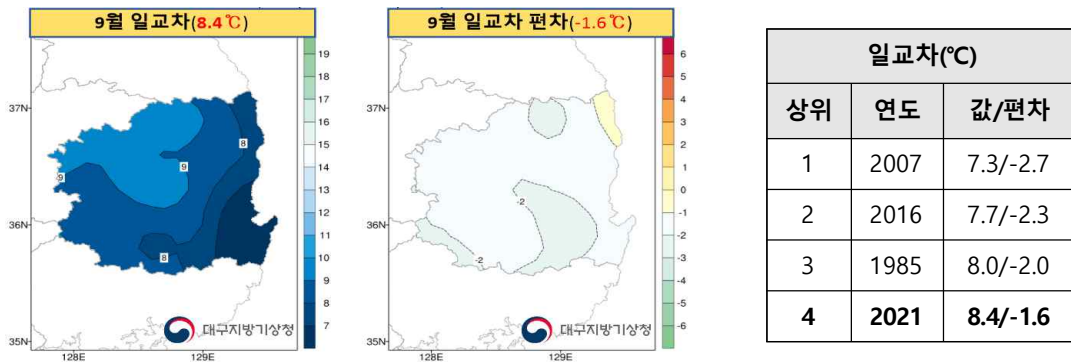 9월 일교차(8.4℃)
19
18
17
16
15
14
13
12
11
10
9
8
7
37N
36N
35N
128E
129E
8
9
9
8
대구지방기상청
9월 일교차 편차(-1.6℃)
6
5
4
3
2
1
0
-1
-2
-3
-4
-5
-6
37N
36N
35N
128E
129E
-2
-2
대구지방기상청
일교차(℃)
상위 연도 값/편차
1 2007 7.3/-2.7
2 2016 7.7/-2.3
3 1985 8.0/-2.0
4 2021 8.4/-1.6